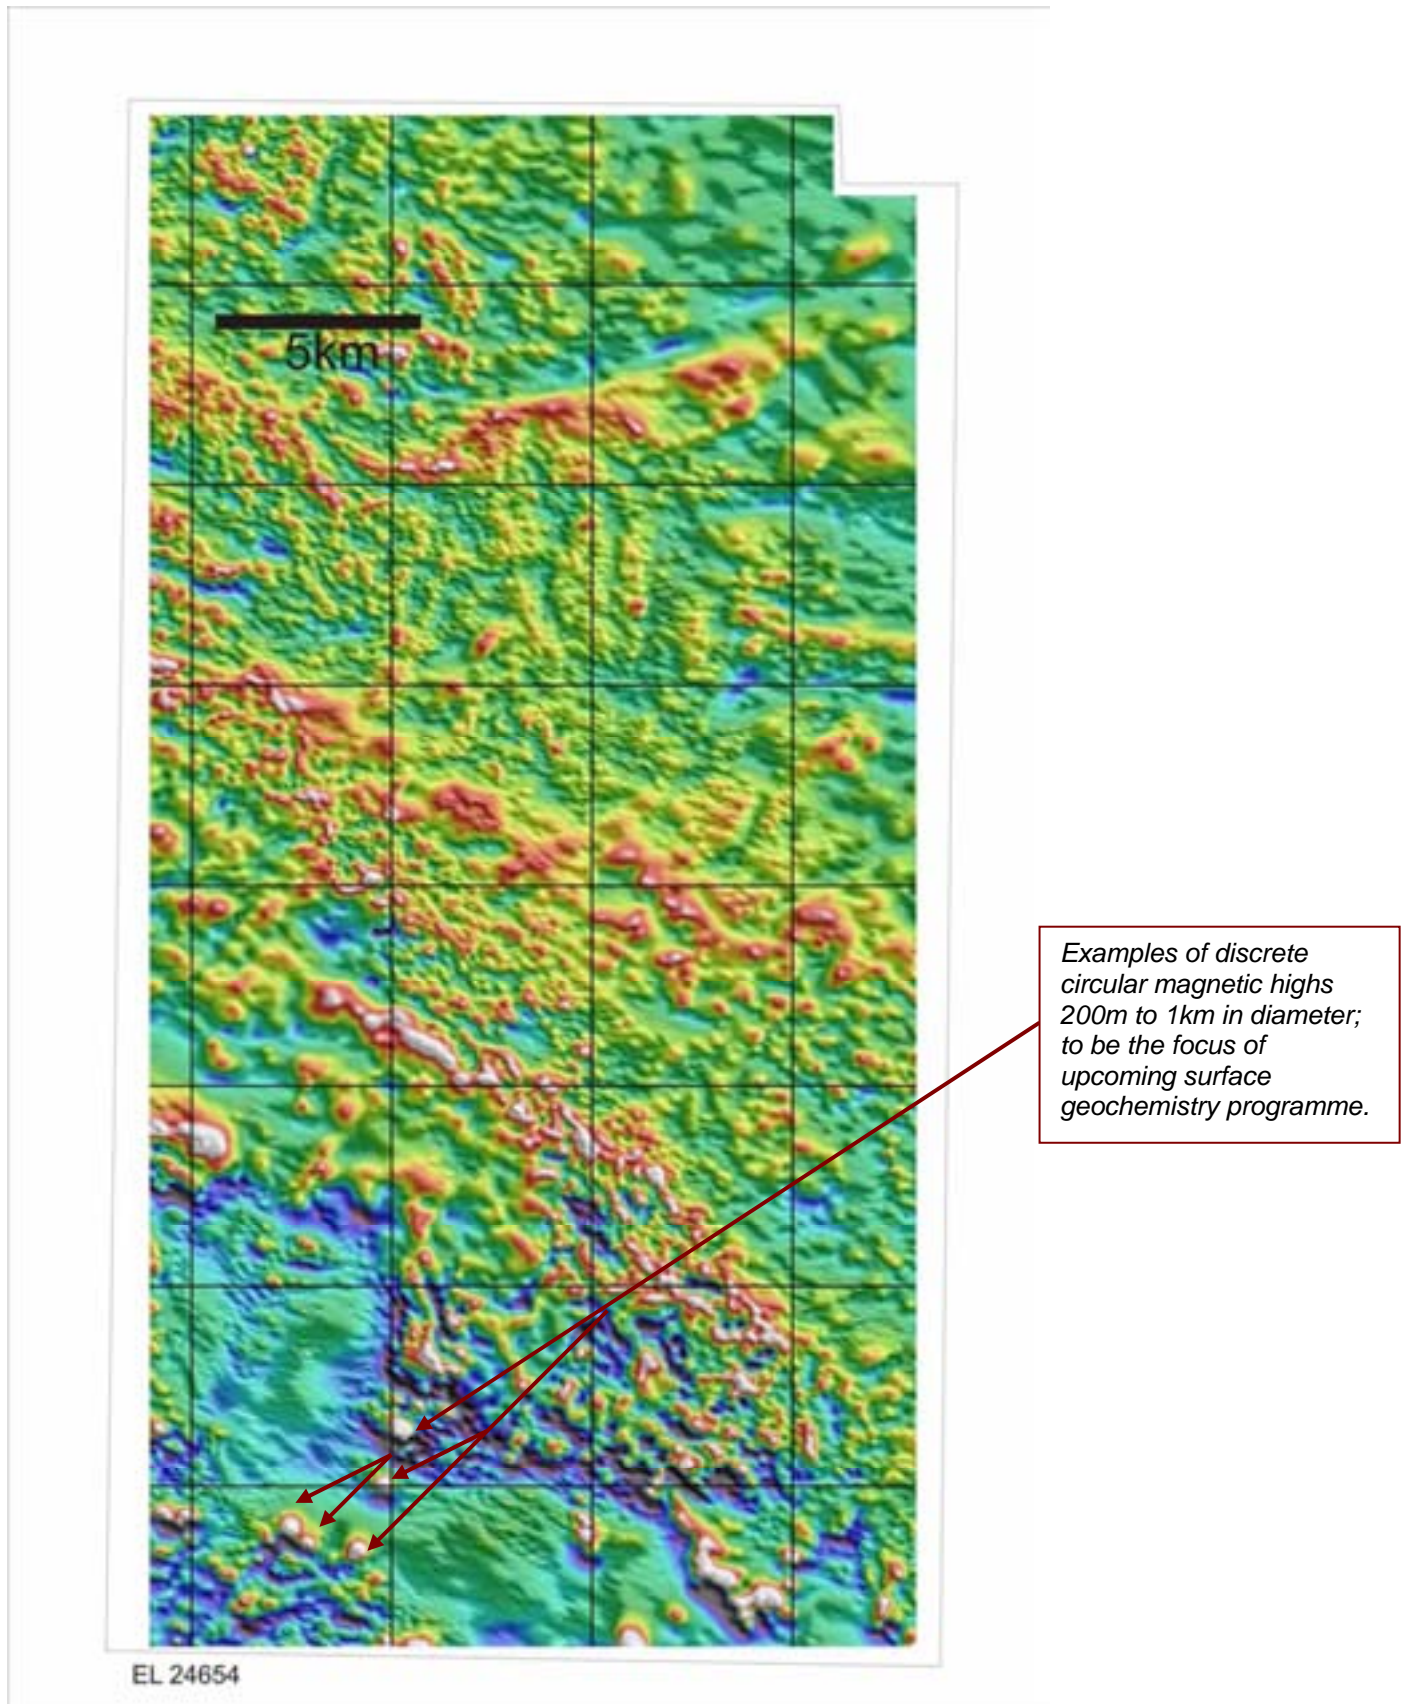 5km
Examples of discrete
circular magnetic highs
200m to 1km in diameter;
to be the focus of
upcoming surface
geochemistry programme.
EL 24654